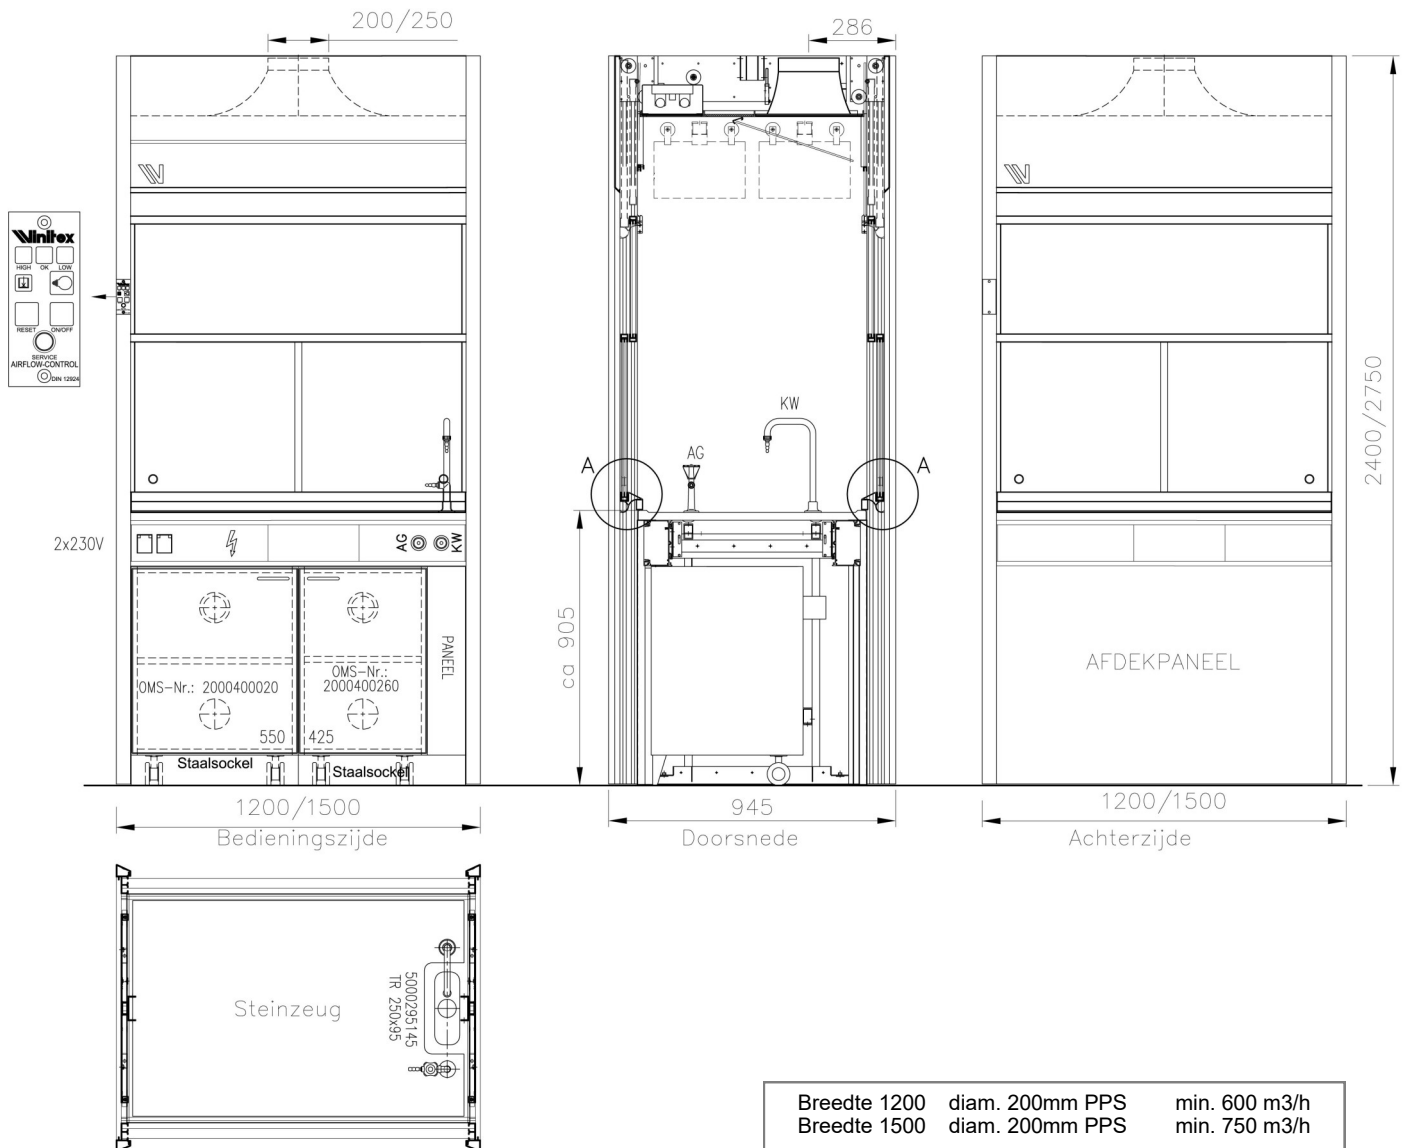 200/250
286
Winitox
HIGH OK LOW
RESET ON/OFF
SERVICE
AIRFLOW-CONTROL
DIN 12924
KW
AG
A
A
2400/2750
2x230V
AG
KW
ca 905
PANEEL
OMS-Nr.: 2000400020
OMS-Nr.:
2000400260
550
425
AFDEKPANEEL
Staalsockel
Staalsockel
1200/1500
Bedieningszijde
945
Doorsnede
1200/1500
Achterzijde
Steinzeug
5000295145
TR 250x95
Breedte 1200 diam. 200mm PPS min. 600 m3/h
Breedte 1500 diam. 200mm PPS min. 750 m3/h